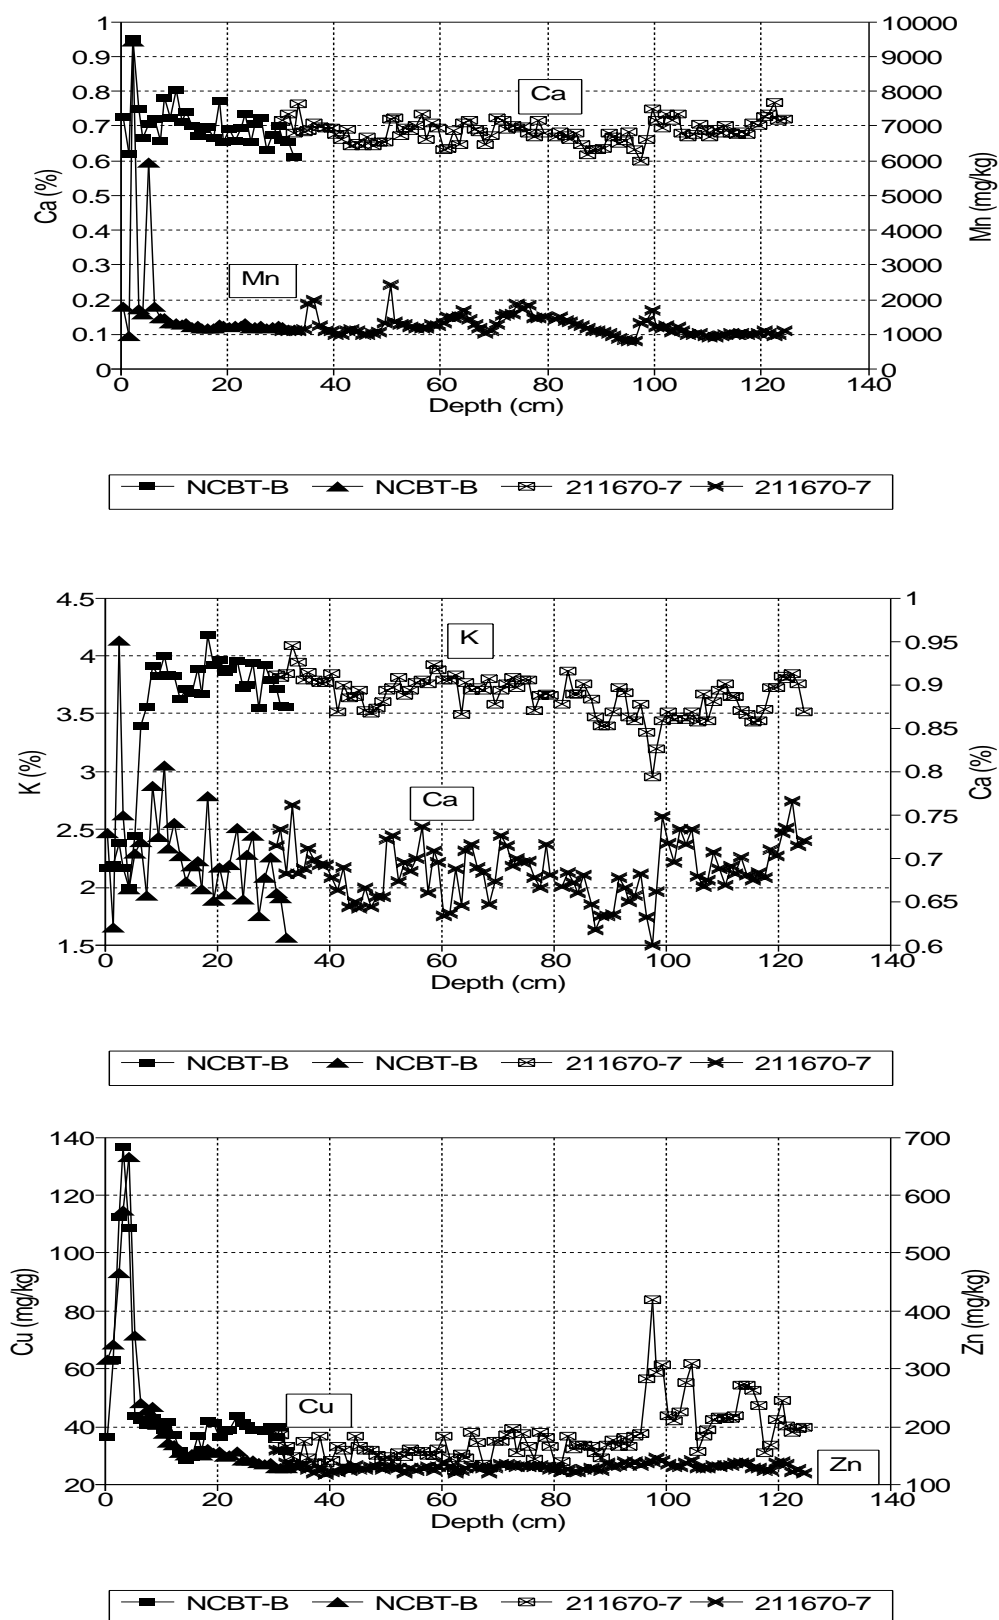 1 10000
0.9 9000
0.8 Ca 8000
0.7 7000
0.6 6000
Ca (%) 0.5 5000 Mn (mg/kg)
0.4 4000
0.3 Mn 3000
0.2 2000
0.1 1000
0 0
0 20 40 60 80 100 120 140
Depth (cm)
NCBT-B NCBT-B 211670-7 211670-7
4.5 1
K 0.95
4 0.9
3.5 0.85
K (%) 3 0.8 Ca (%)
2.5 Ca 0.75
0.7
2 0.65
1.5 0.6
0 20 40 60 80 100 120 140
Depth (cm)
NCBT-B NCBT-B 211670-7 211670-7
140 700
120 600
100 500
Cu (mg/kg) 80 400 Zn (mg/kg)
60 300
Cu
40 200
Zn
20 100
0 20 40 60 80 100 120 140
Depth (cm)
NCBT-B NCBT-B 211670-7 211670-7